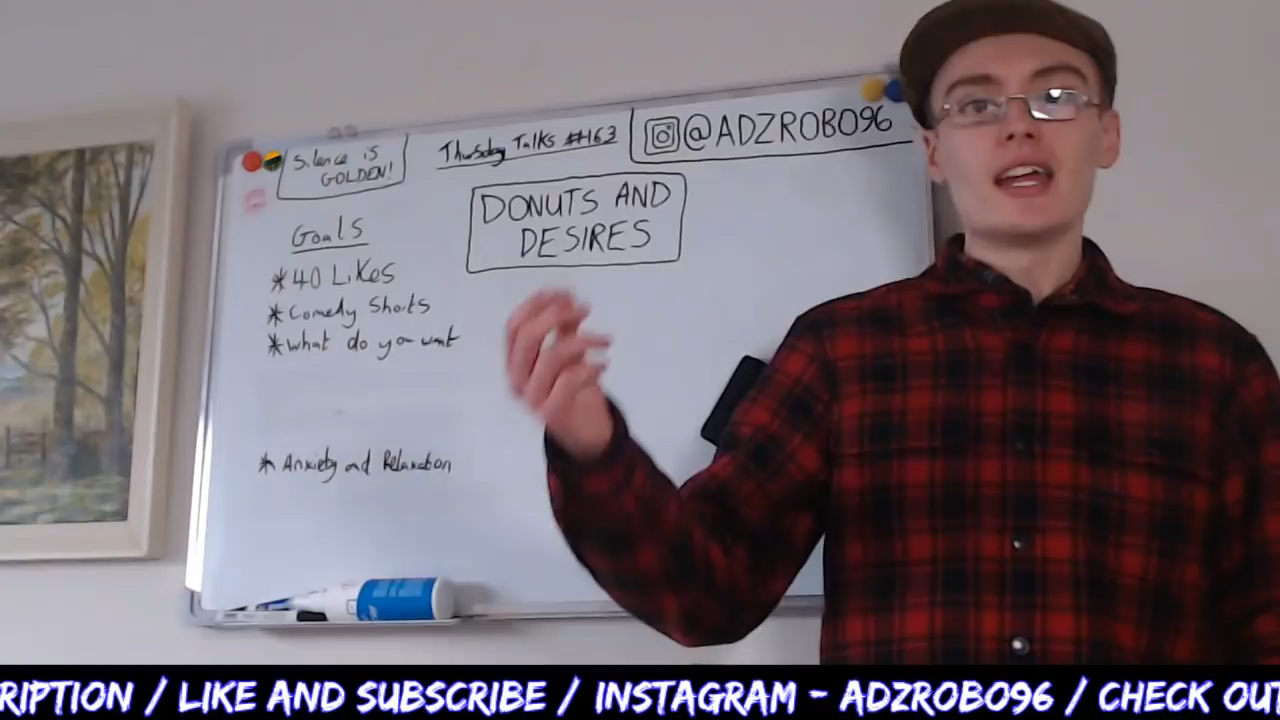 Silence is
GOLDEN!
Thursday Talks #163
@ADZROBO96
DONUTS AND
DESIRES
Goals
* 40 Likes
* Comedy Shorts
* What do you want
* Anxiety and Relaxation
RIPTION / LIKE AND SUBSCRIBE / INSTAGRAM - ADZROBO96 / CHECK OUT